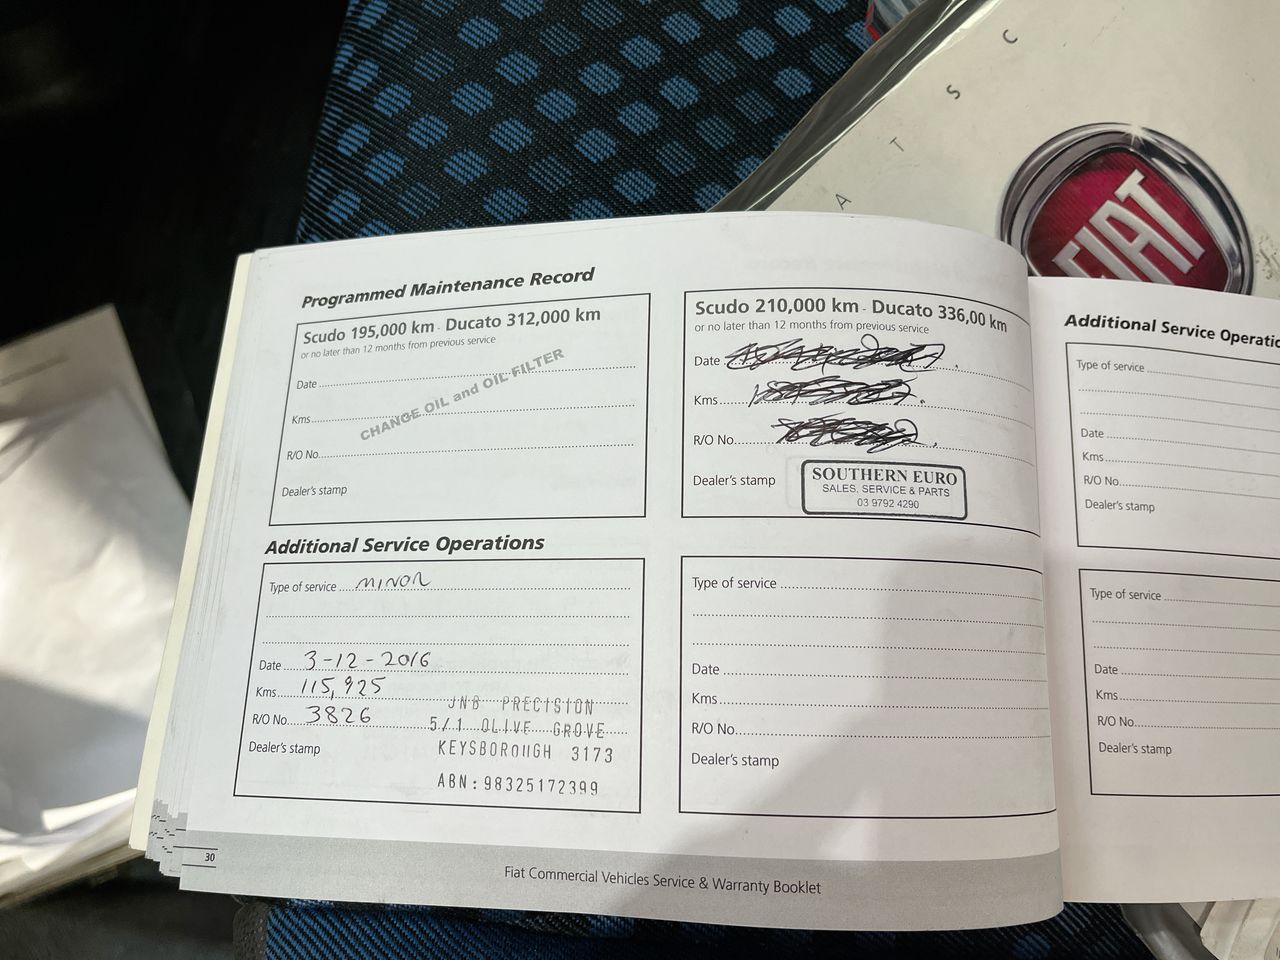 C
S
T
A
FIAT
Programmed Maintenance Record
Scudo 195,000 km - Ducato 312,000 km
or no later than 12 months from previous service
Date
CHANGE OIL and OIL FILTER
Kms
R/O No
Dealer's stamp
Scudo 210,000 km - Ducato 336,00 km
or no later than 12 months from previous service
Date
Kms
R/O No
Dealer's stamp
SOUTHERN EURO
SALES, SERVICE & PARTS
03 9792 4290
Additional Service Operations
Type of service MINOR
Date 3-12-2016
Kms 115,925
R/O No. 3826
Dealer's stamp
JNB PRECISION
5/1 OLIVE GROVE
KEYSBOROUGH 3173
ABN: 98325172399
Type of service
Date
Kms
R/O No.
Dealer's stamp
30
Fiat Commercial Vehicles Service & Warranty Booklet
Additional Service
Type of service
Date
Kms
R/O No.
Dealer's stamp
Type of service
Date
Kms
R/O No.
Dealer's stamp